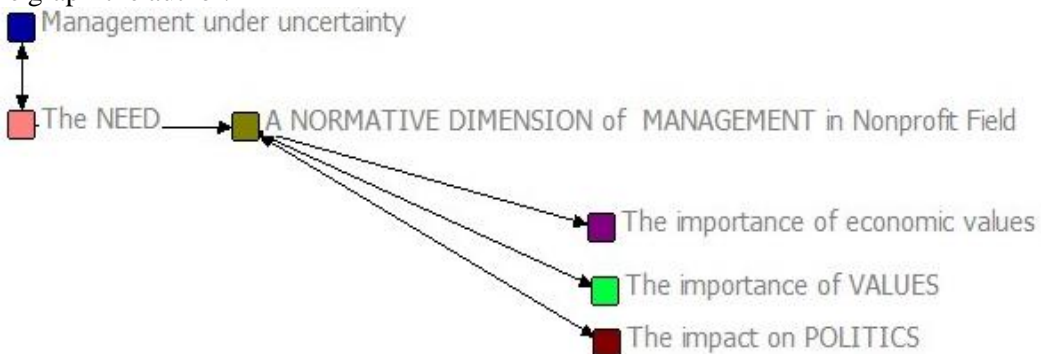 Management under uncertainty
The NEED
A NORMATIVE DIMENSION of MANAGEMENT in Nonprofit Field
The importance of economic values
The importance of VALUES
The impact on POLITICS